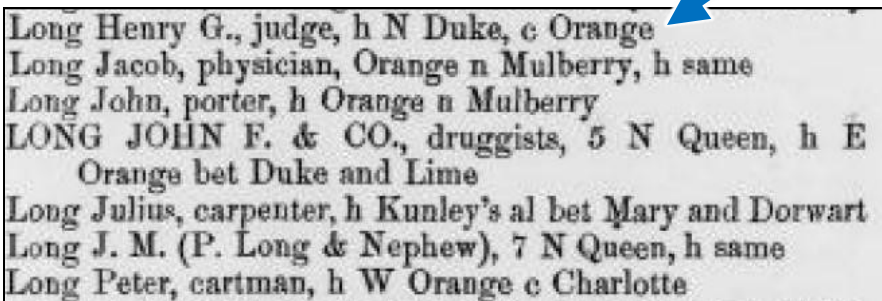 Long Henry G., judge, h N Duke, c Orange
Long Jacob, physician, Orange n Mulberry, h same
Long John, porter, h Orange n Mulberry
LONG JOHN F. & CO., druggists, 5 N Queen, h E
Orange bet Duke and Lime
Long Julius, carpenter, h Kunley's al bet Mary and Dorwart
Long J. M. (P. Long & Nephew), 7 N Queen, h same
Long Peter, cartman, h W Orange c Charlotte